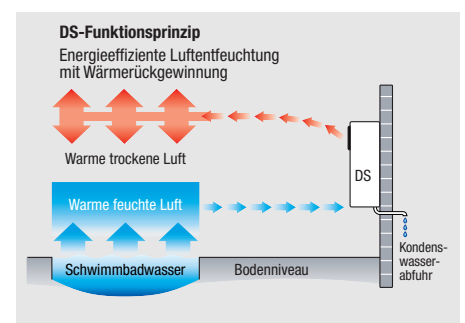 DS-Funktionsprinzip
Energieeffiziente Luftentfeuchtung
mit Wärmerückgewinnung
Warme trockene Luft
DS
Warme feuchte Luft
Kondens-
wasser-
abfuhr
Schwimmbadwasser
Bodenniveau